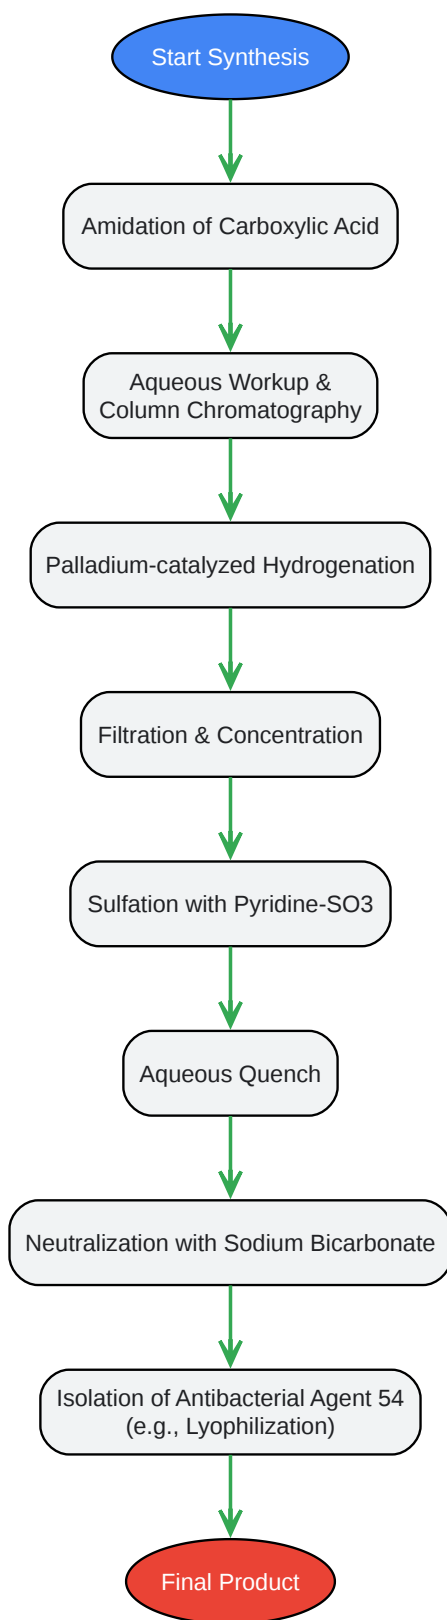 Start Synthesis
Amidation of Carboxylic Acid
Aqueous Workup &
Column Chromatography
Palladium-catalyzed Hydrogenation
Filtration & Concentration
Sulfation with Pyridine-SO3
Aqueous Quench
Neutralization with Sodium Bicarbonate
Isolation of Antibacterial Agent 54
(e.g., Lyophilization)
Final Product